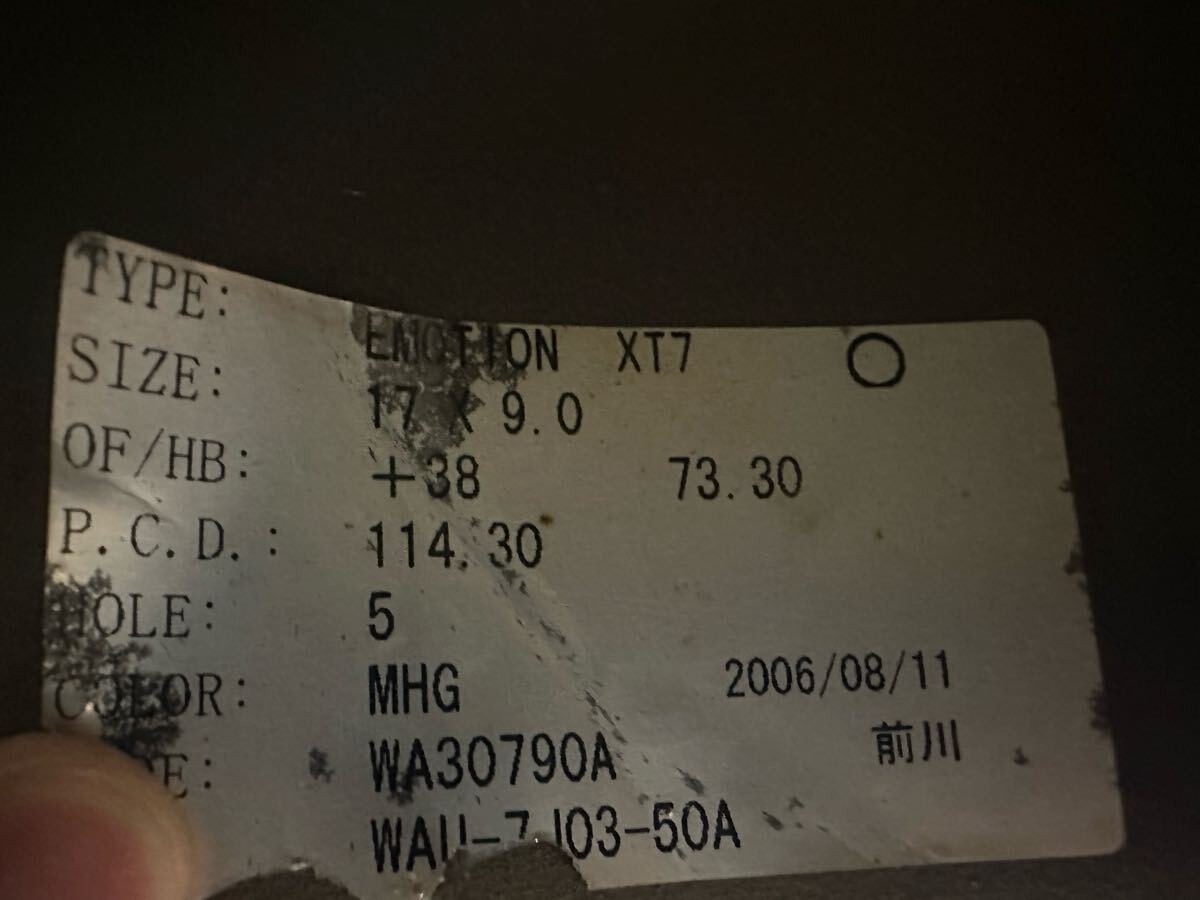 TYPE: EMOTION XT7 ○
SIZE: 17 X 9.0
OF/HB: +38 73.30
P.C.D.: 114.30
HOLE: 5
COLOR: MHG 2006/08/11
WA30790A 前川